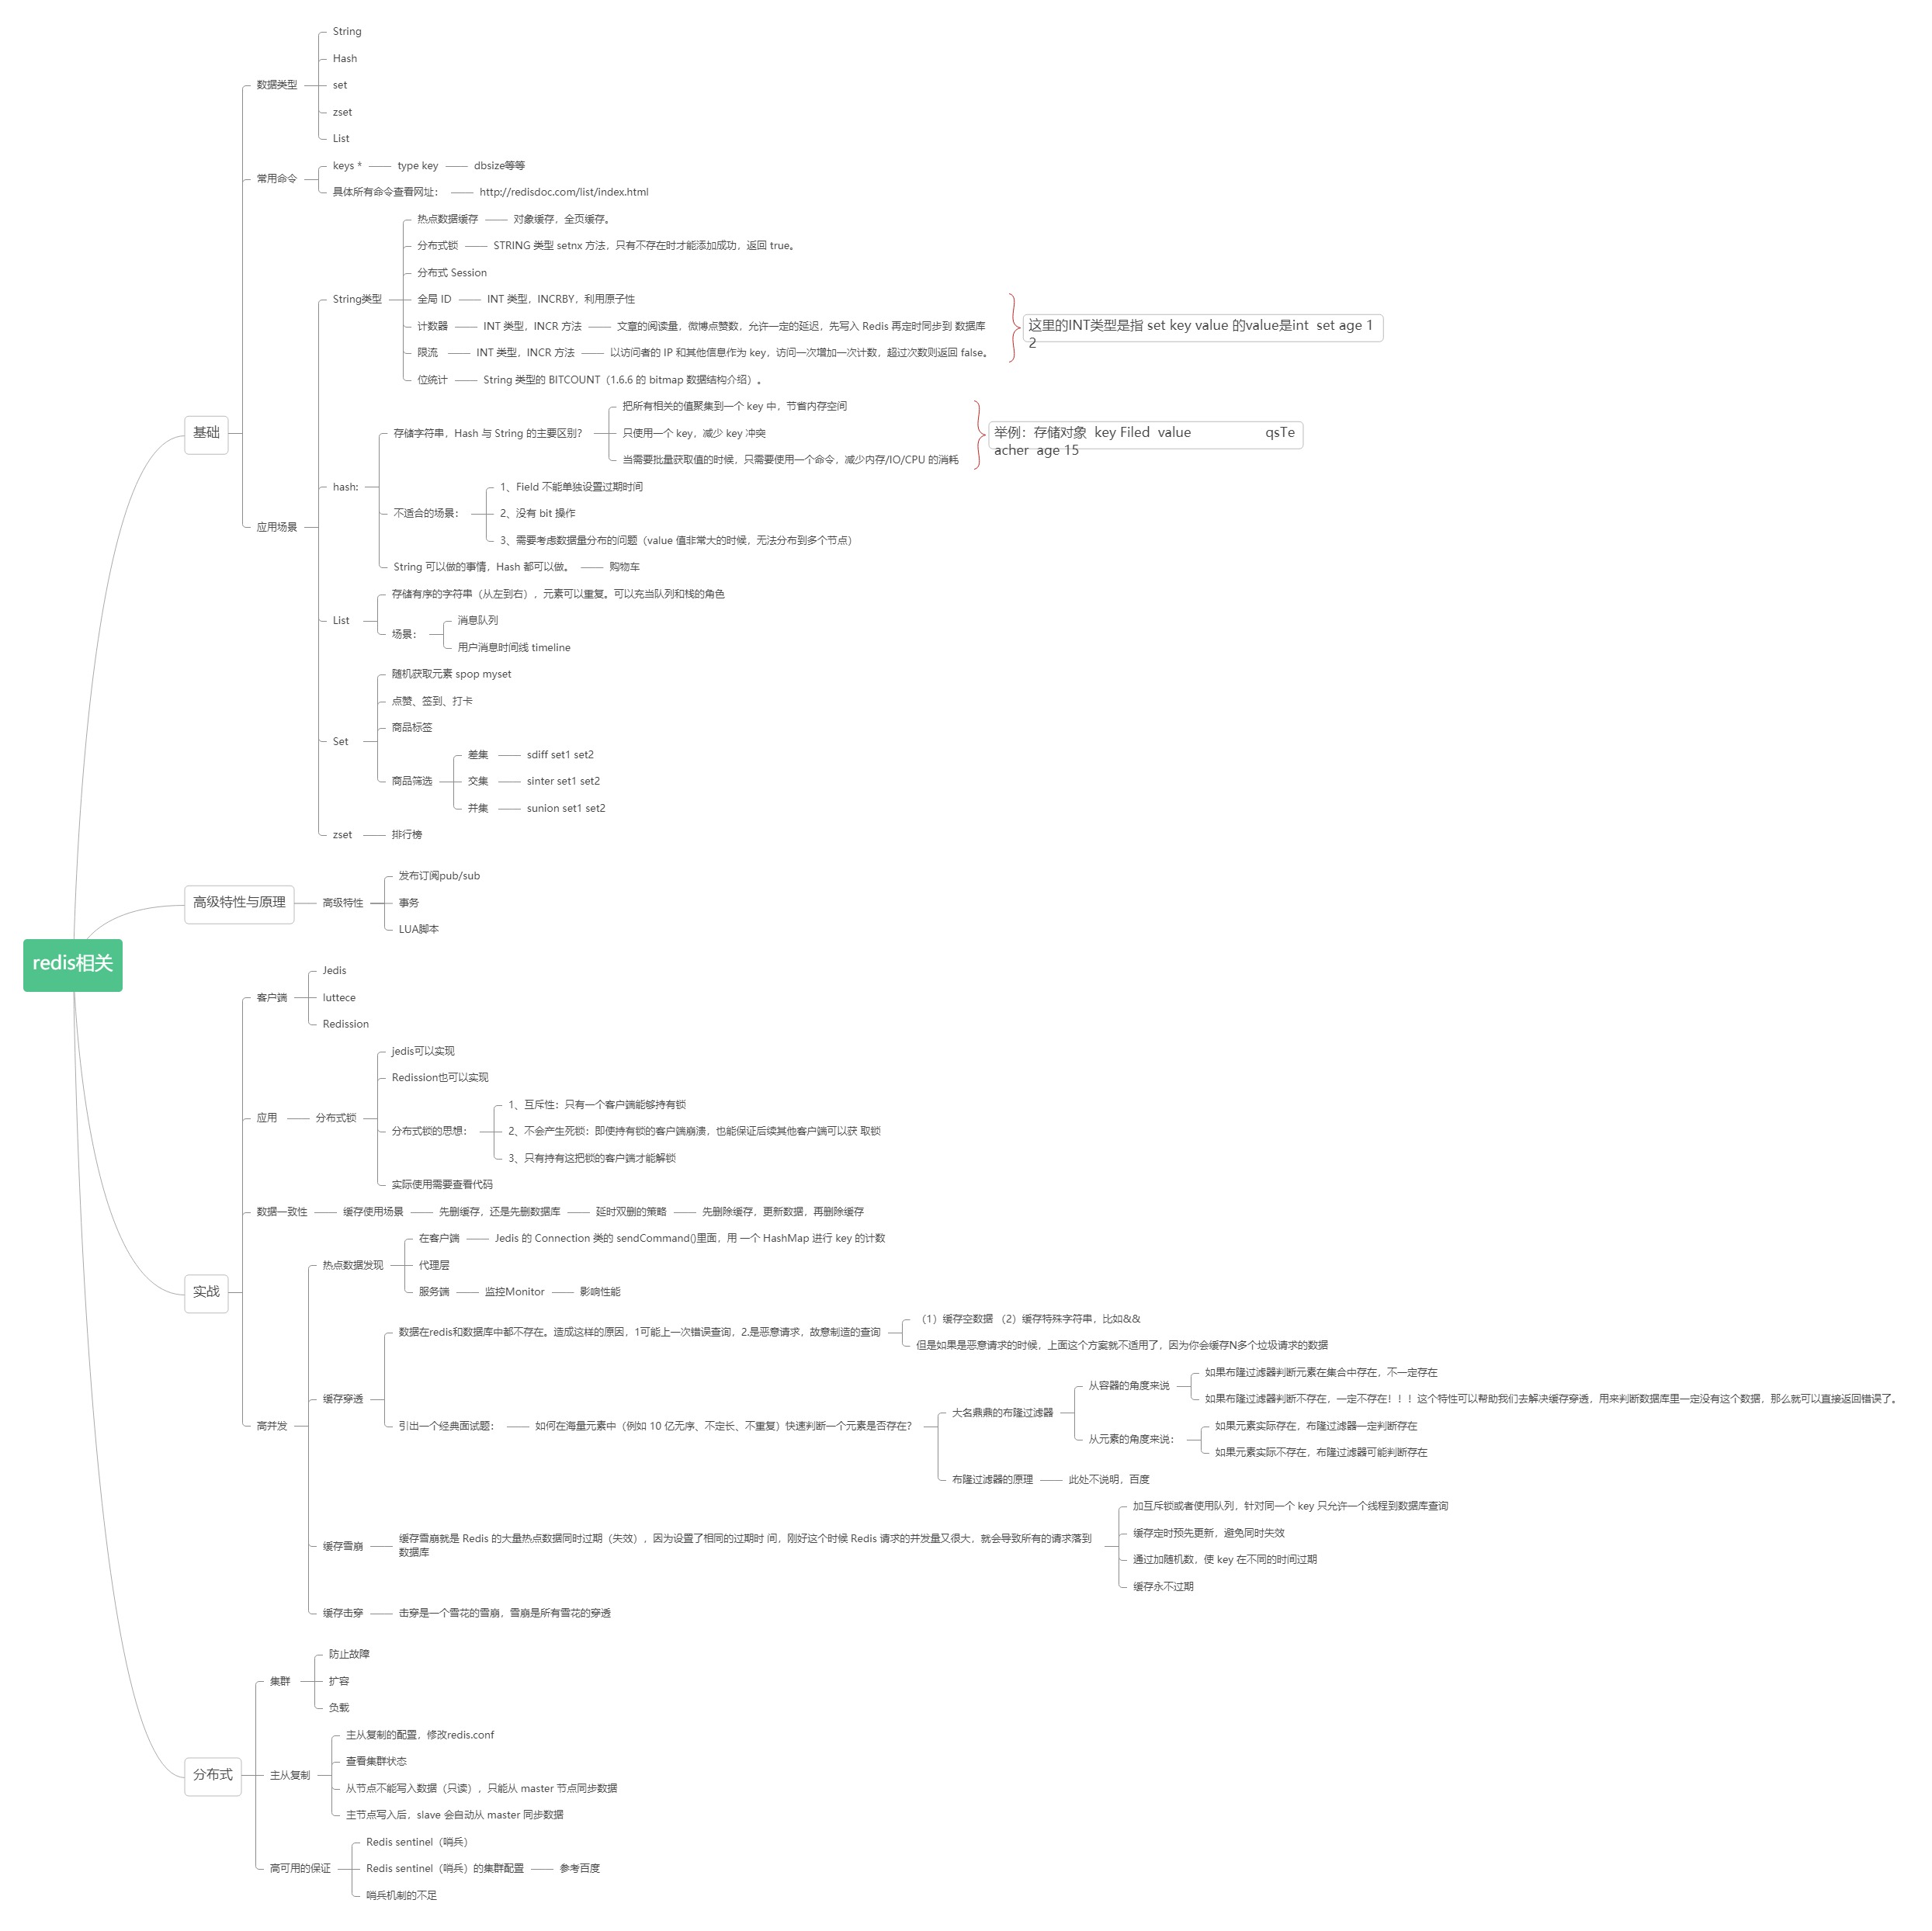 redis相关
基础
数据类型
String
Hash
set
zset
List
常用命令
keys *
type key
dbsize等等
具体所有命令查看网址：
http://redisdoc.com/list/index.html
应用场景
String类型
热点数据缓存
对象缓存，全页缓存。
分布式锁
STRING 类型 setnx 方法，只有不存在时才能添加成功，返回 true。
分布式 Session
全局 ID
INT 类型，INCRBY，利用原子性
计数器
INT 类型，INCR 方法
文章的阅读量，微博点赞数，允许一定的延迟，先写入 Redis 再定时同步到 数据库
限流
INT 类型，INCR 方法
以访问者的 IP 和其他信息作为 key，访问一次增加一次计数，超过次数则返回 false。
这里的INT类型是指 set key value 的value是int  set age 1
2
位统计
String 类型的 BITCOUNT（1.6.6 的 bitmap 数据结构介绍）。
hash:
存储字符串，Hash 与 String 的主要区别？
把所有相关的值聚集到一个 key 中，节省内存空间
只使用一个 key，减少 key 冲突
当需要批量获取值的时候，只需要使用一个命令，减少内存/IO/CPU 的消耗
举例：存储对象  key Filed  value                    qsTe
acher  age 15
不适合的场景：
1、Field 不能单独设置过期时间
2、没有 bit 操作
3、需要考虑数据量分布的问题（value 值非常大的时候，无法分布到多个节点）
String 可以做的事情，Hash 都可以做。
购物车
List
存储有序的字符串（从左到右），元素可以重复。可以充当队列和栈的角色
场景：
消息队列
用户消息时间线 timeline
Set
随机获取元素 spop myset
点赞、签到、打卡
商品标签
商品筛选
差集
sdiff set1 set2
交集
sinter set1 set2
并集
sunion set1 set2
zset
排行榜
高级特性与原理
高级特性
发布订阅pub/sub
事务
LUA脚本
实战
客户端
Jedis
luttece
Redission
应用
分布式锁
jedis可以实现
Redission也可以实现
分布式锁的思想：
1、互斥性：只有一个客户端能够持有锁
2、不会产生死锁：即使持有锁的客户端崩溃，也能保证后续其他客户端可以获 取锁
3、只有持有这把锁的客户端才能解锁
实际使用需要查看代码
数据一致性
缓存使用场景
先删缓存，还是先删数据库
延时双删的策略
先删除缓存，更新数据，再删除缓存
高并发
热点数据发现
在客户端
Jedis 的 Connection 类的 sendCommand()里面，用 一个 HashMap 进行 key 的计数
代理层
服务端
监控Monitor
影响性能
缓存穿透
数据在redis和数据库中都不存在。造成这样的原因，1可能上一次错误查询，2.是恶意请求，故意制造的查询
（1）缓存空数据 （2）缓存特殊字符串，比如&&
但是如果是恶意请求的时候，上面这个方案就不适用了，因为你会缓存N多个垃圾请求的数据
引出一个经典面试题：
如何在海量元素中（例如 10 亿无序、不定长、不重复）快速判断一个元素是否存在？
大名鼎鼎的布隆过滤器
从容器的角度来说
如果布隆过滤器判断元素在集合中存在，不一定存在
如果布隆过滤器判断不存在，一定不存在！！！这个特性可以帮助我们去解决缓存穿透，用来判断数据库里一定没有这个数据，那么就可以直接返回错误了。
从元素的角度来说：
如果元素实际存在，布隆过滤器一定判断存在
如果元素实际不存在，布隆过滤器可能判断存在
布隆过滤器的原理
此处不说明，百度
缓存雪崩
缓存雪崩就是 Redis 的大量热点数据同时过期（失效），因为设置了相同的过期时 间，刚好这个时候 Redis 请求的并发量又很大，就会导致所有的请求落到
数据库
加互斥锁或者使用队列，针对同一个 key 只允许一个线程到数据库查询
缓存定时预先更新，避免同时失效
通过加随机数，使 key 在不同的时间过期
缓存永不过期
缓存击穿
击穿是一个雪花的雪崩，雪崩是所有雪花的穿透
分布式
集群
防止故障
扩容
负载
主从复制
主从复制的配置，修改redis.conf
查看集群状态
从节点不能写入数据（只读），只能从 master 节点同步数据
主节点写入后，slave 会自动从 master 同步数据
高可用的保证
Redis sentinel（哨兵）
Redis sentinel（哨兵）的集群配置
参考百度
哨兵机制的不足